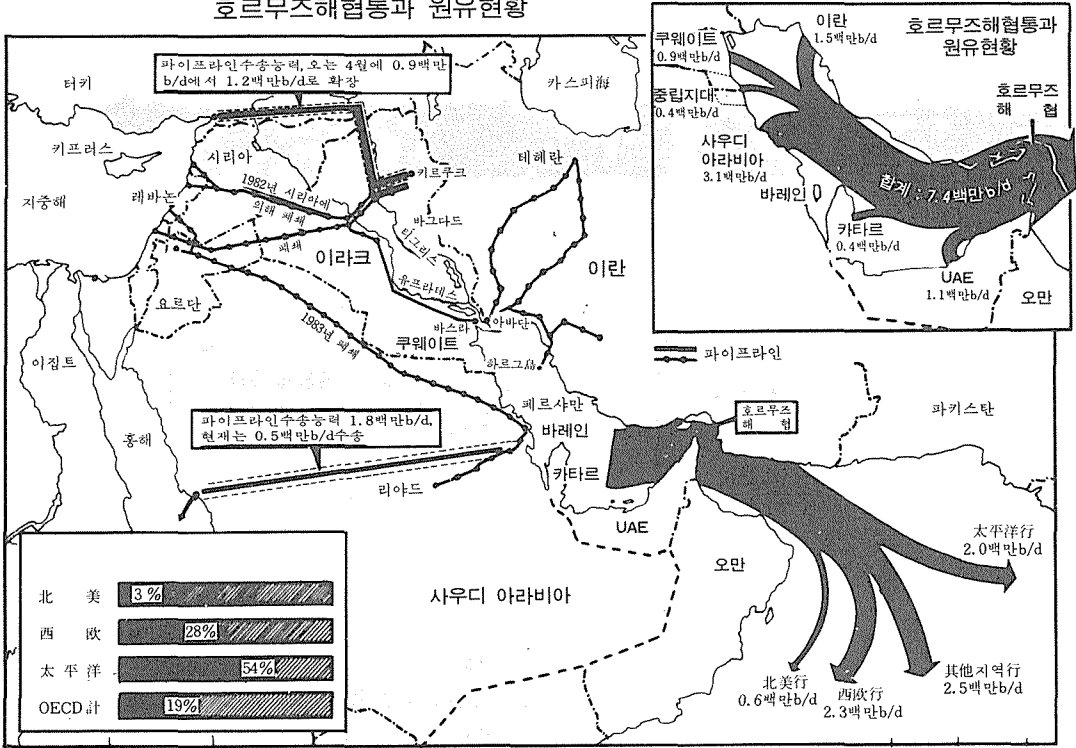 호르무즈해협통과 원유현황
파이프라인수송능력, 오는 4월에 0.9백만
b/d에서 1.2백만b/d로 확장
터키
카스피海
키프러스
시리아
지중해
레바논
1982년 시리아에
의해 폐쇄
키르쿠크
테헤란
바그다드
티그리스
폐쇄
이라크
유프라테스
이란
요르단
1983년 폐쇄
바스라
아바단
쿠웨이트
하르그島
이집트
홍해
페르샤만
파이프라인수송능력 1.8백만b/d,
현재는 0.5백만b/d수송
바레인
카타르
리야드
UAE
사우디 아라비아
오만
파키스탄
호르무즈
해 협
파이프라인
太平洋行
2.0백만b/d
其他지역行
2.5백만b/d
西欧行
2.3백만b/d
北美行
0.6백만b/d
호르무즈해협통과
원유현황
쿠웨이트
0.9백만b/d
이란
1.5백만b/d
중립지대
0.4백만b/d
호르무즈
해 협
사우디
아라비아
3.1백만b/d
바레인
합계 : 7.4백만b/d
카타르
0.4백만b/d
UAE
1.1백만b/d
오만
北 美 3%
西 欧 28%
太 平 洋 54%
OECD計 19%